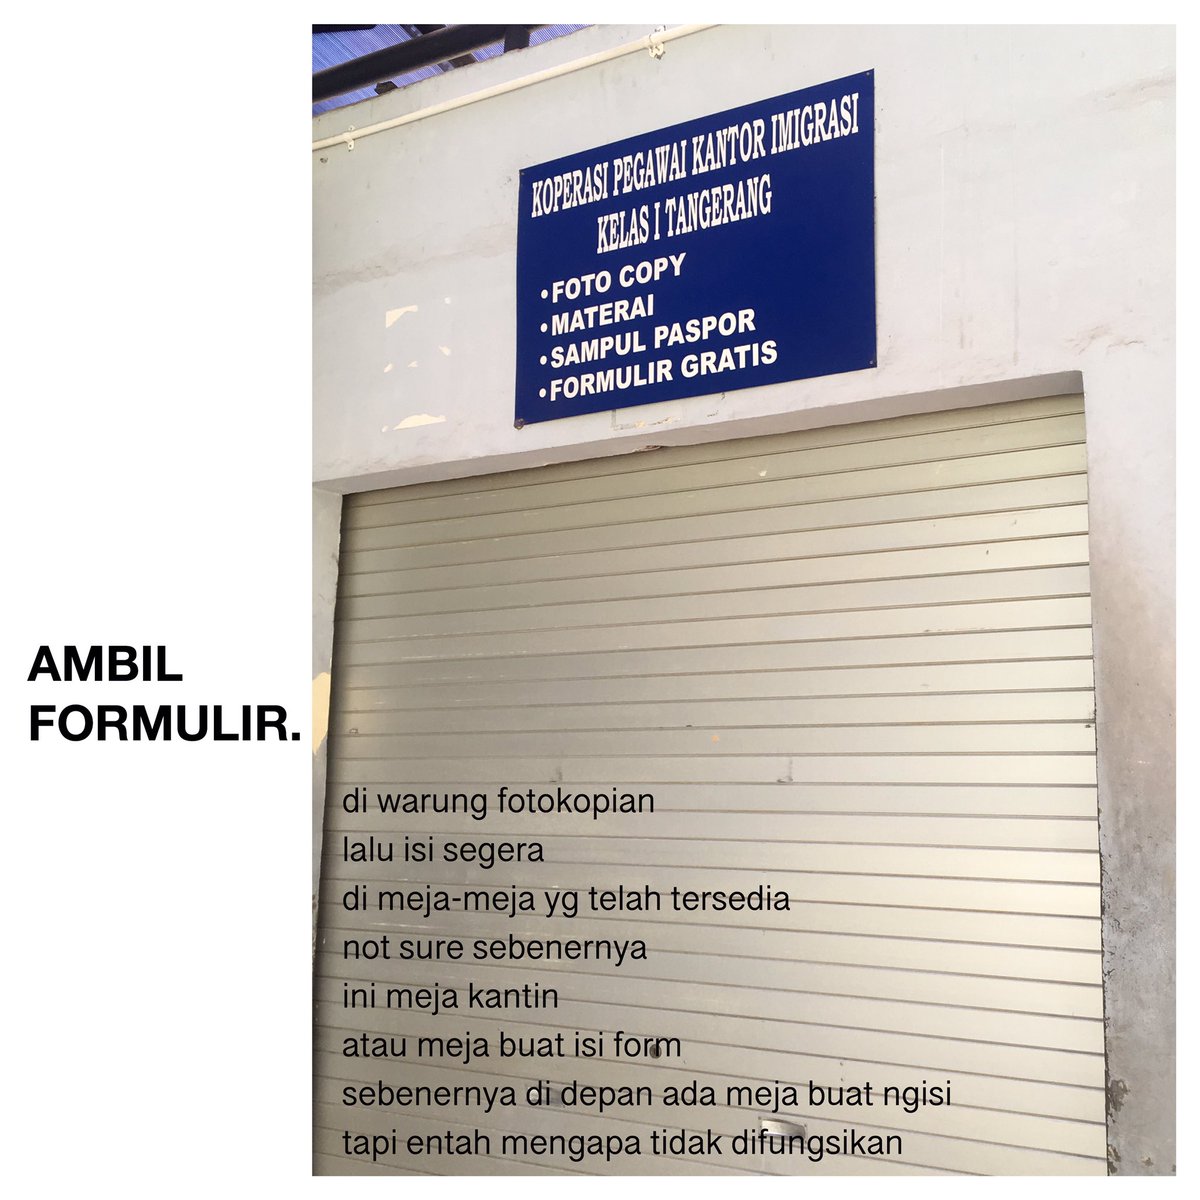 KOPERASI PEGAWAI KANTOR IMIGRASI
KELAS I TANGERANG
• FOTO COPY
• MATERAI
• SAMPUL PASPOR
• FORMULIR GRATIS
AMBIL
FORMULIR.
di warung fotokopian
lalu isi segera
di meja-meja yg telah tersedia
not sure sebenernya
ini meja kantin
atau meja buat isi form
sebenernya di depan ada meja buat ngisi
tapi entah mengapa tidak difungsikan